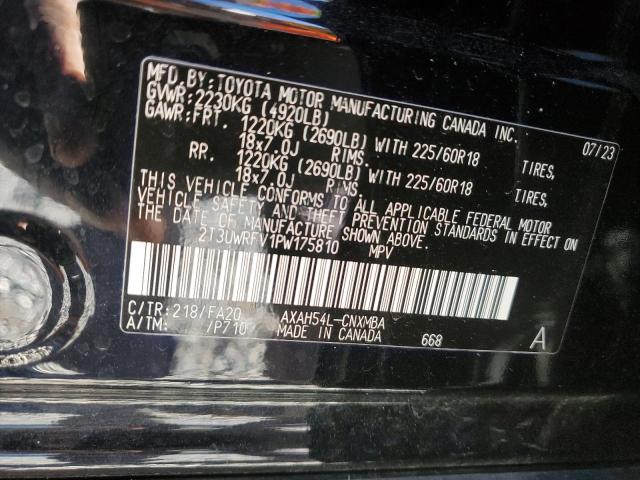 MFD. BY: TOYOTA MOTOR MANUFACTURING CANADA INC.
GVWR: 2230KG (4920LB) 07/23
GAWR: FRT. 1220KG (2690LB) WITH 225/60R18 TIRES,
18x7.0J RIMS.
RR. 1220KG (2690LB) WITH 225/60R18 TIRES,
18x7.0J RIMS.
THIS VEHICLE CONFORMS TO ALL APPLICABLE FEDERAL MOTOR
VEHICLE SAFETY AND THEFT PREVENTION STANDARDS IN EFFECT ON
THE DATE OF MANUFACTURE SHOWN ABOVE.
2T3UWRFV1PW175810 MPV
C/TR: 218/FA20 AXAH54L-CNXMBA
A/TM: /P710 MADE IN CANADA 668 A